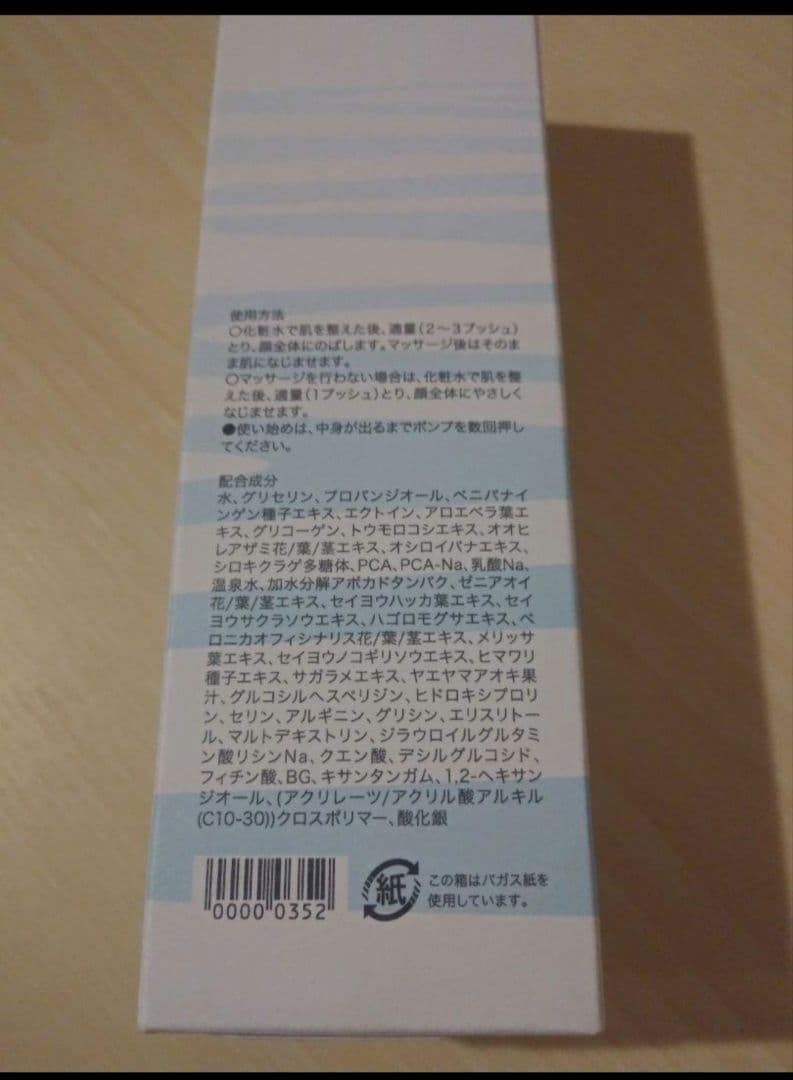 使用方法
○化粧水で肌を整えた後、適量(2〜3プッシュ)
とり、顔全体にのばします。マッサージ後はそのま
ま肌になじませます。
○マッサージを行わない場合は、化粧水で肌を整
えた後、適量(1プッシュ)とり、顔全体にやさしく
なじませます。
●使い始めは、中身が出るまでポンプを数回押し
てください。
配合成分
水、グリセリン、プロパンジオール、ベニバナイ
ンゲン種子エキス、エクトイン、アロエベラ葉エ
キス、グリコーゲン、トウモロコシエキス、オオヒ
レアザミ花/葉/茎エキス、オシロイバナエキス、
シロキクラゲ多糖体、PCA、PCA-Na、乳酸Na、
温泉水、加水分解アボカドタンパク、ゼニアオイ
花/葉/茎エキス、セイヨウハッカ葉エキス、セイ
ヨウサクラソウエキス、ハゴロモグサエキス、ベ
ロニカオフィシナリス花/葉/茎エキス、メリッサ
葉エキス、セイヨウノコギリソウエキス、ヒマワリ
種子エキス、サガラメエキス、ヤエヤマアオキ果
汁、グルコシルヘスペリジン、ヒドロキシプロリ
ン、セリン、アルギニン、グリシン、エリスリトー
ル、マルトデキストリン、ジラウロイルグルタミ
ン酸リシンNa、クエン酸、デシルグルコシド、
フィチン酸、BG、キサンタンガム、1,2-ヘキサン
ジオール、(アクリレーツ/アクリル酸アルキル
(C10-30))クロスポリマー、酸化銀
0000 0352
紙
この箱はバガス紙を
使用しています。